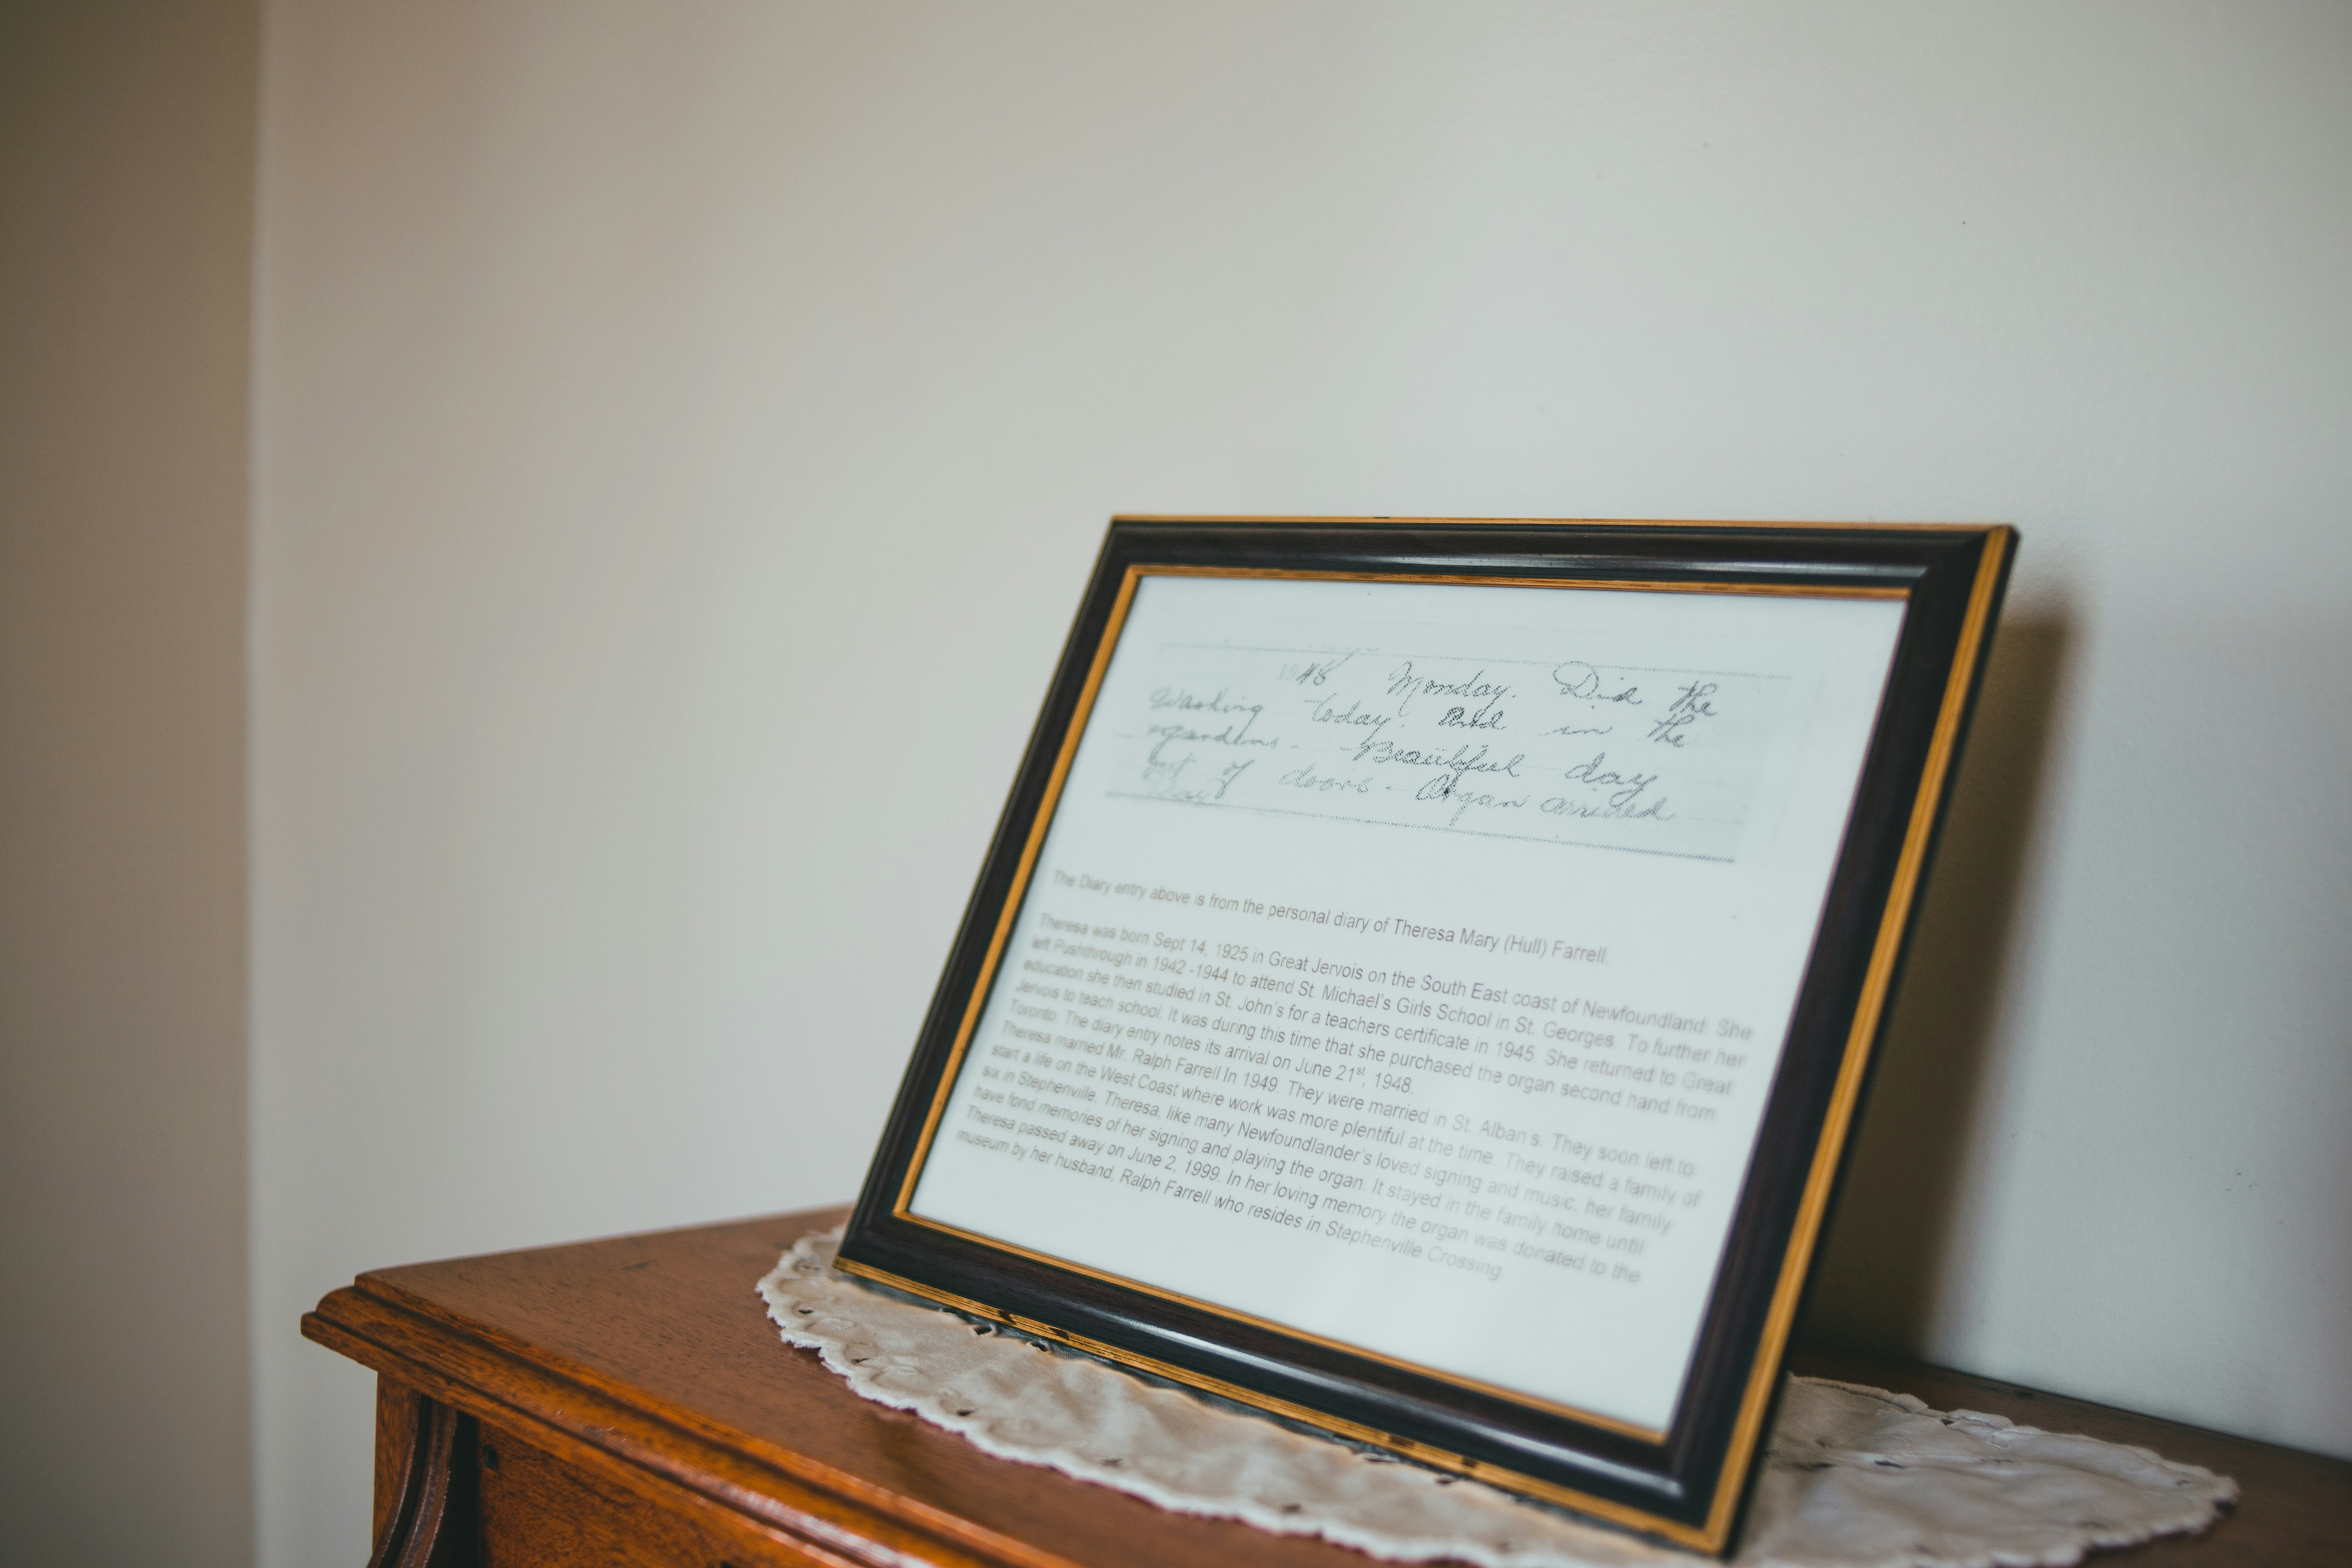 1948 Monday. Did the
washing today and in the
gardens. Beautiful day
out of doors. Organ arrived
today
The Diary entry above is from the personal diary of Theresa Mary (Hull) Farrell.
Theresa was born Sept 14, 1925 in Great Jervois on the South East coast of Newfoundland. She
left Pushthrough in 1942 -1944 to attend St. Michael's Girls School in St. Georges. To further her
education she then studied in St. John's for a teachers certificate in 1945. She returned to Great
Jervois to teach school. It was during this time that she purchased the organ second hand from
Toronto. The diary entry notes its arrival on June 21st, 1948.
Theresa married Mr. Ralph Farrell In 1949. They were married in St. Alban's. They soon left to
start a life on the West Coast where work was more plentiful at the time. They raised a family of
six in Stephenville. Theresa, like many Newfoundlander's loved signing and music, her family
have fond memories of her signing and playing the organ. It stayed in the family home until
Theresa passed away on June 2, 1999. In her loving memory the organ was donated to the
museum by her husband, Ralph Farrell who resides in Stephenville Crossing.